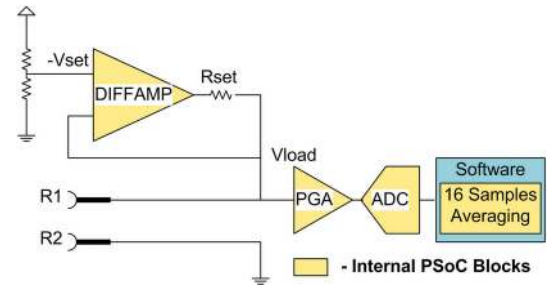 -Vset
DIFFAMP
Rset
Vload
R1
PGA
ADC
Software
16 Samples
Averaging
R2
- Internal PSoC Blocks